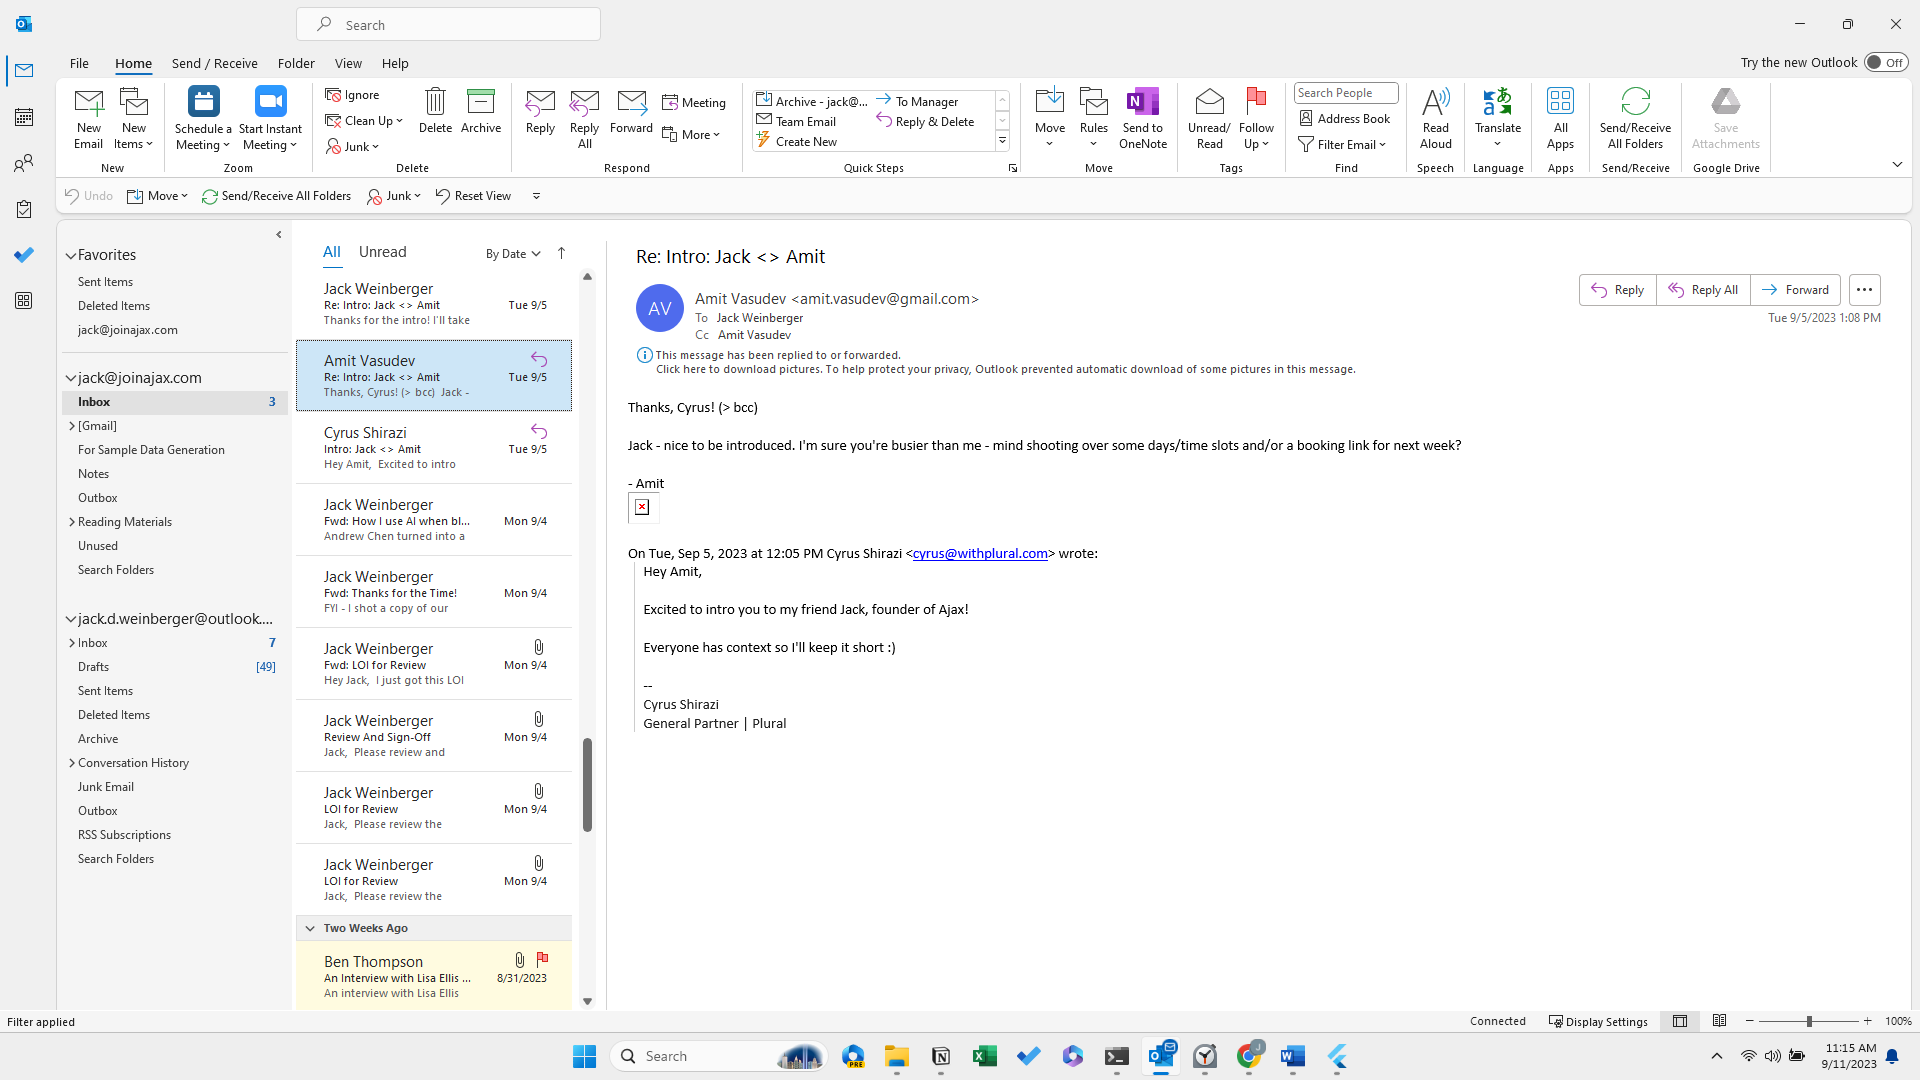 Search
File Home Send / Receive Folder View Help
Try the new Outlook Off
New Email
New Items
New
Schedule a Meeting
Start Instant Meeting
Zoom
Ignore
Clean Up
Junk
Delete
Archive
Delete
Reply
Reply All
Forward
Meeting
More
Respond
Archive - jack@...
Team Email
Create New
To Manager
Reply & Delete
Quick Steps
Move
Rules
Send to OneNote
Move
Unread/ Read
Follow Up
Tags
Search People
Address Book
Filter Email
Find
Read Aloud
Speech
Translate
Language
All Apps
Apps
Send/Receive All Folders
Send/Receive
Save Attachments
Google Drive
Undo Move Send/Receive All Folders Junk Reset View
Favorites
Sent Items
Deleted Items
jack@joinajax.com
jack@joinajax.com
Inbox 3
[Gmail]
For Sample Data Generation
Notes
Outbox
Reading Materials
Unused
Search Folders
jack.d.weinberger@outlook....
Inbox 7
Drafts [49]
Sent Items
Deleted Items
Archive
Conversation History
Junk Email
Outbox
RSS Subscriptions
Search Folders
All Unread By Date
Jack Weinberger
Re: Intro: Jack <> Amit Tue 9/5
Thanks for the intro! I'll take
Amit Vasudev
Re: Intro: Jack <> Amit Tue 9/5
Thanks, Cyrus! (> bcc) Jack -
Cyrus Shirazi
Intro: Jack <> Amit Tue 9/5
Hey Amit, Excited to intro
Jack Weinberger
Fwd: How I use AI when bl... Mon 9/4
Andrew Chen turned into a
Jack Weinberger
Fwd: Thanks for the Time! Mon 9/4
FYI - I shot a copy of our
Jack Weinberger
Fwd: LOI for Review Mon 9/4
Hey Jack, I just got this LOI
Jack Weinberger
Review And Sign-Off Mon 9/4
Jack, Please review and
Jack Weinberger
LOI for Review Mon 9/4
Jack, Please review the
Jack Weinberger
LOI for Review Mon 9/4
Jack, Please review the
Two Weeks Ago
Ben Thompson
An Interview with Lisa Ellis ... 8/31/2023
An interview with Lisa Ellis
Re: Intro: Jack <> Amit
AV
Amit Vasudev <amit.vasudev@gmail.com>
To Jack Weinberger
Cc Amit Vasudev
Reply Reply All Forward
Tue 9/5/2023 1:08 PM
This message has been replied to or forwarded.
Click here to download pictures. To help protect your privacy, Outlook prevented automatic download of some pictures in this message.
Thanks, Cyrus! (> bcc)
Jack - nice to be introduced. I'm sure you're busier than me - mind shooting over some days/time slots and/or a booking link for next week?
- Amit
On Tue, Sep 5, 2023 at 12:05 PM Cyrus Shirazi <cyrus@withplural.com> wrote:
Hey Amit,
Excited to intro you to my friend Jack, founder of Ajax!
Everyone has context so I'll keep it short :)
--
Cyrus Shirazi
General Partner | Plural
Filter applied
Connected Display Settings 100%
Search
PRE
J
11:15 AM
9/11/2023